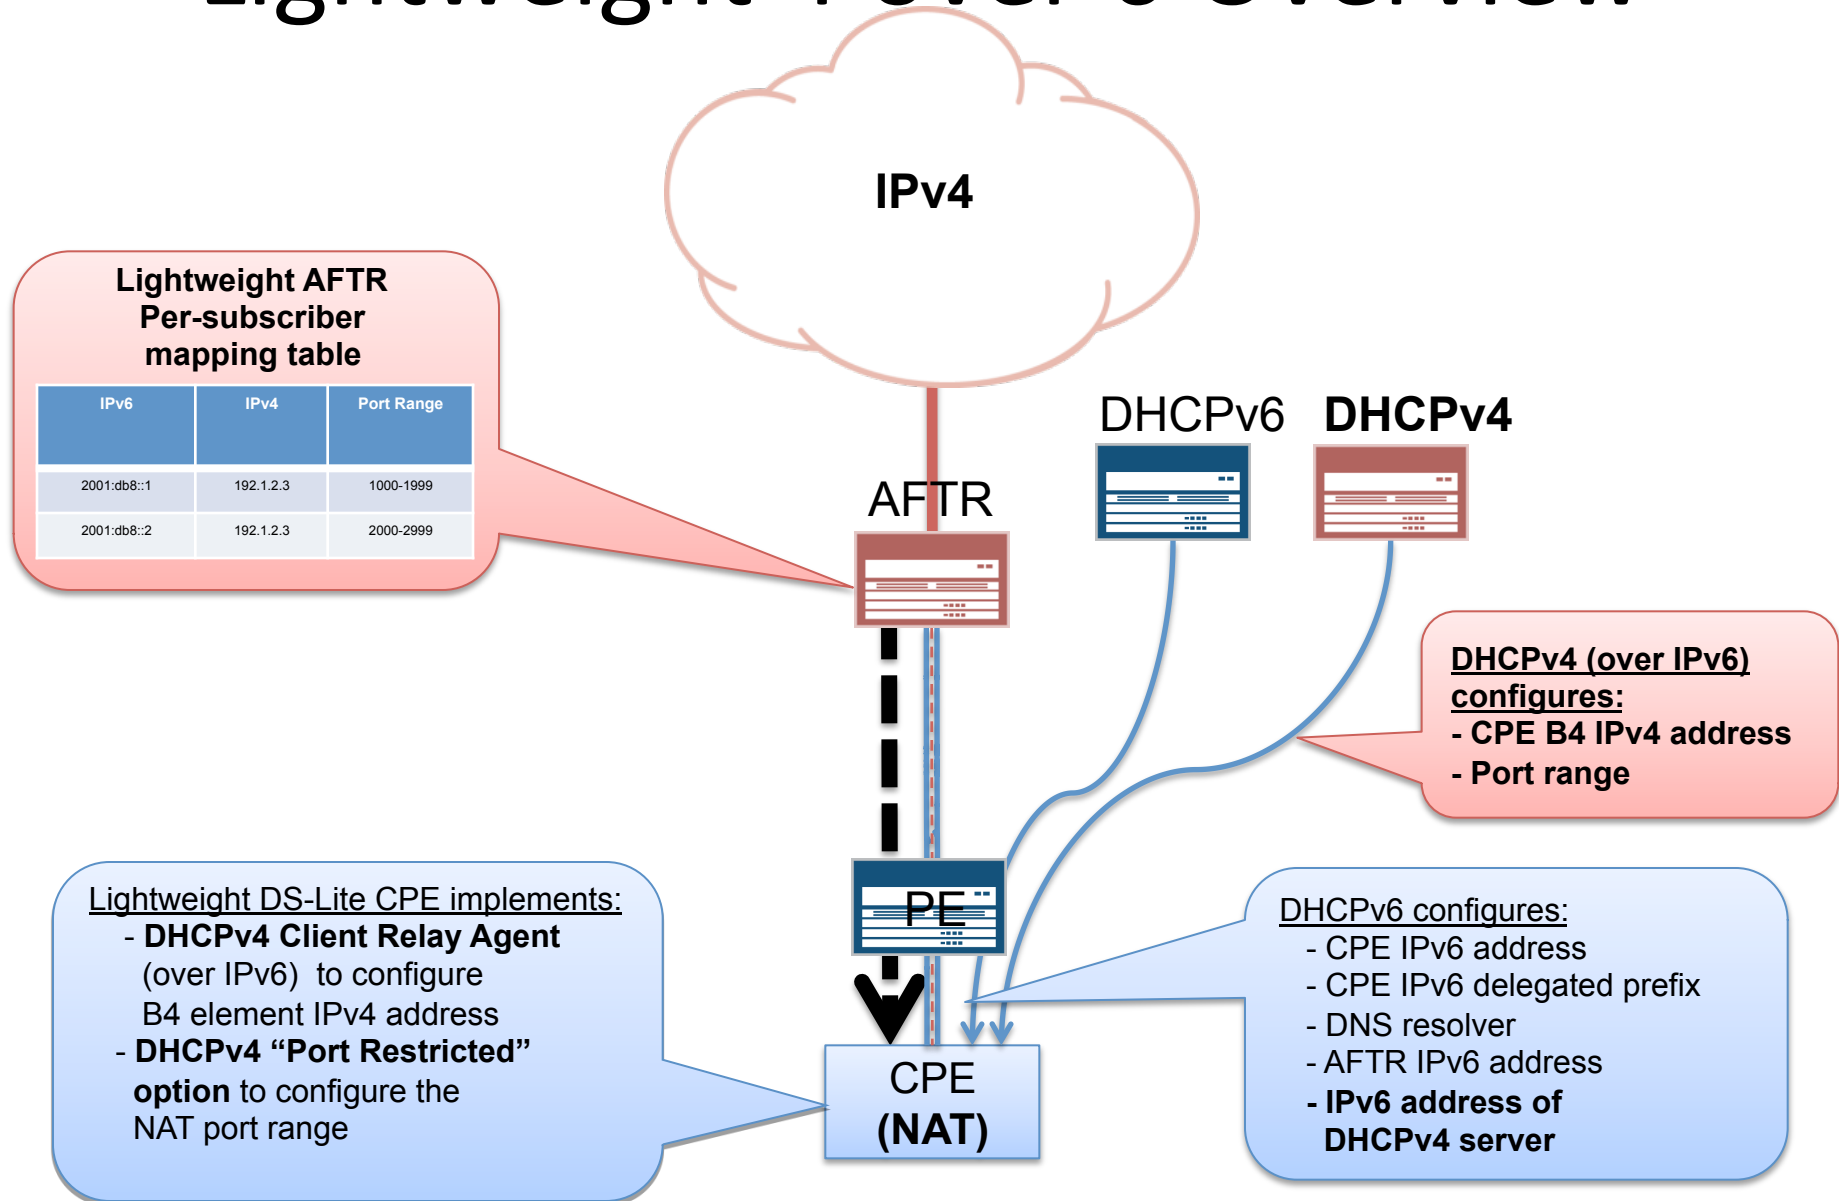 Lightweight 4over6 Overview
IPv4
Lightweight AFTR
Per-subscriber
mapping table
IPv6 IPv4 Port Range
2001:db8::1 192.1.2.3 1000-1999
2001:db8::2 192.1.2.3 2000-2999
DHCPv6 DHCPv4
AFTR
DHCPv4 (over IPv6)
configures:
- CPE B4 IPv4 address
- Port range
PE
Lightweight DS-Lite CPE implements:
- DHCPv4 Client Relay Agent
(over IPv6) to configure
B4 element IPv4 address
- DHCPv4 “Port Restricted”
option to configure the
NAT port range
DHCPv6 configures:
- CPE IPv6 address
- CPE IPv6 delegated prefix
- DNS resolver
- AFTR IPv6 address
- IPv6 address of
DHCPv4 server
CPE
(NAT)